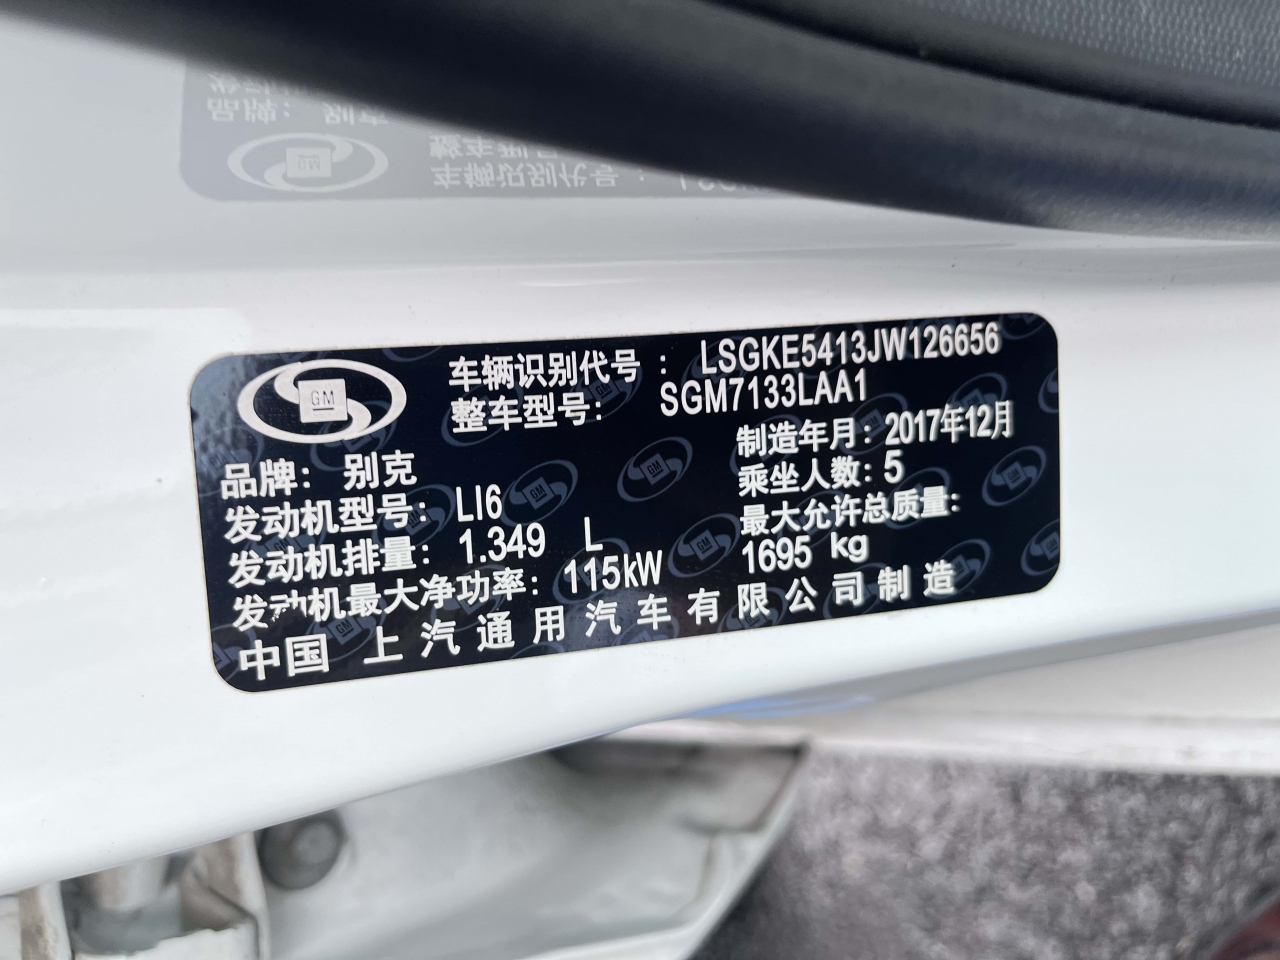 GM
车辆识别代号：LSGKE5413JW126656
整车型号：SGM7133LAA1
品牌：别克
制造年月：2017年12月
发动机型号：LI6
乘坐人数：5
发动机排量：1.349 L
最大允许总质量：
1695 kg
发动机最大净功率：115kW
中国 上汽通用汽车有限公司制造